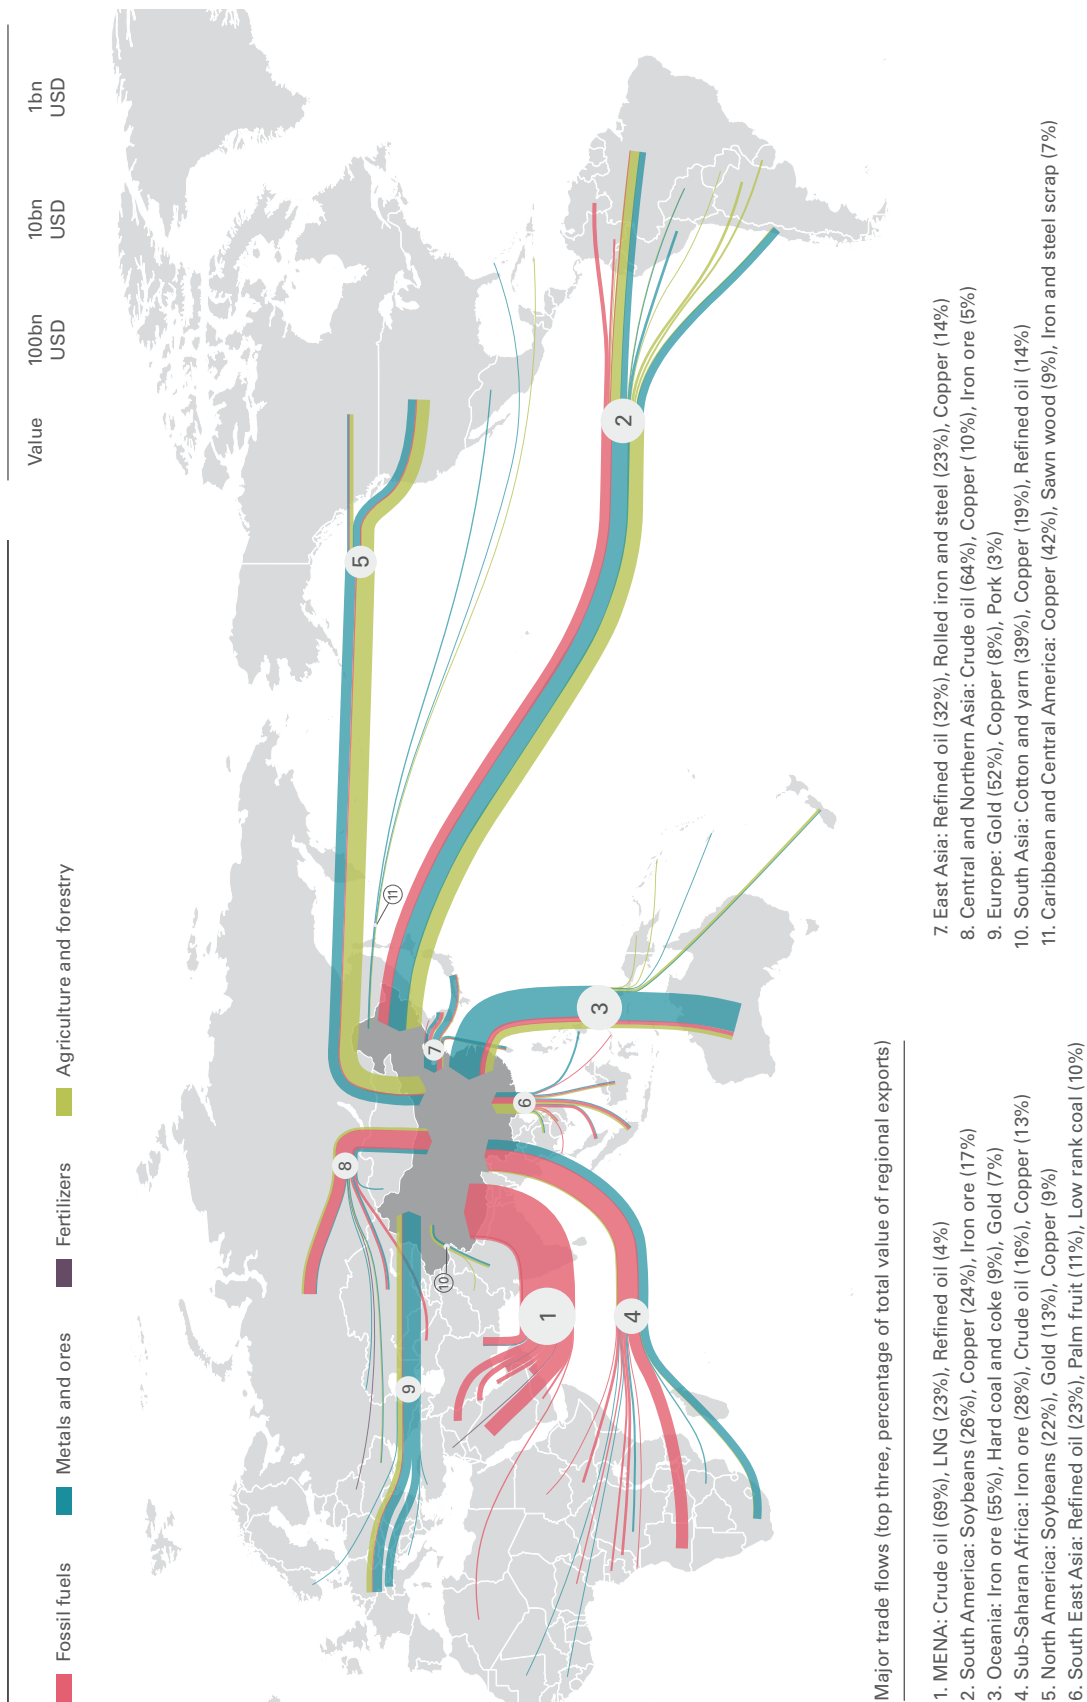 Fossil fuels
Metals and ores
Fertilizers
Agriculture and forestry
Value
100bn
USD
10bn
USD
1bn
USD
1
2
3
4
5
6
7
8
9
10
11
Major trade flows (top three, percentage of total value of regional exports)
1. MENA: Crude oil (69%), LNG (23%), Refined oil (4%)
2. South America: Soybeans (26%), Copper (24%), Iron ore (17%)
3. Oceania: Iron ore (55%), Hard coal and coke (9%), Gold (7%)
4. Sub-Saharan Africa: Iron ore (28%), Crude oil (16%), Copper (13%)
5. North America: Soybeans (22%), Gold (13%), Copper (9%)
6. South East Asia: Refined oil (23%), Palm fruit (11%), Low rank coal (10%)
7. East Asia: Refined oil (32%), Rolled iron and steel (23%), Copper (14%)
8. Central and Northern Asia: Crude oil (64%), Copper (10%), Iron ore (5%)
9. Europe: Gold (52%), Copper (8%), Pork (3%)
10. South Asia: Cotton and yarn (39%), Copper (19%), Refined oil (14%)
11. Caribbean and Central America: Copper (42%), Sawn wood (9%), Iron and steel scrap (7%)